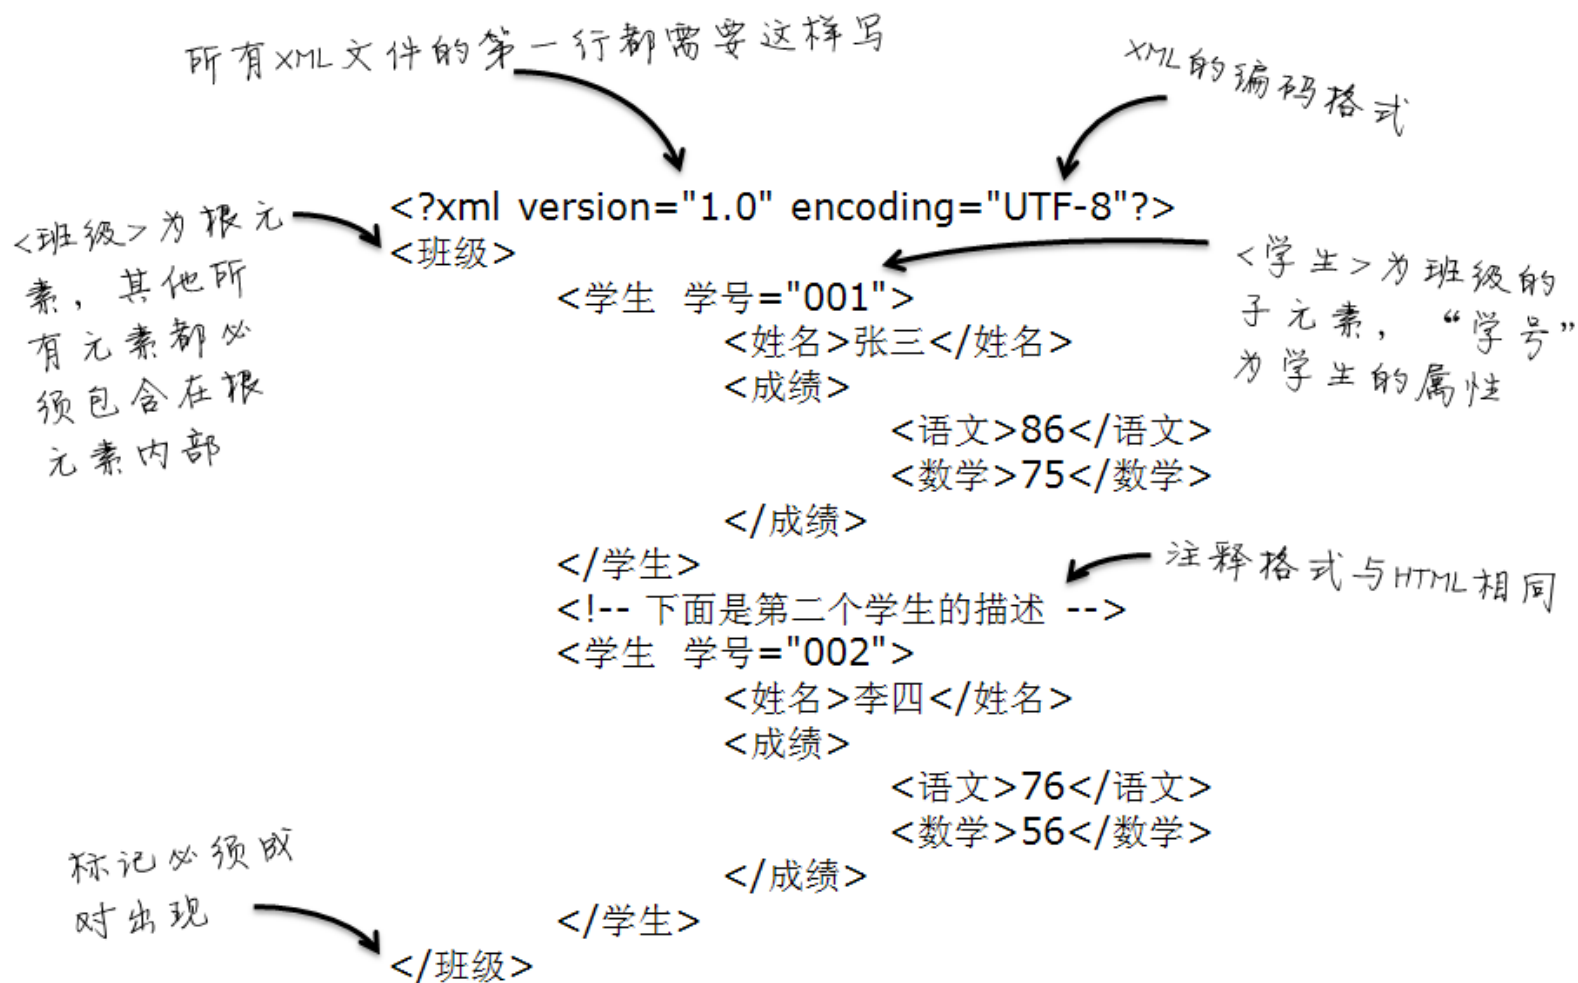 所有XML文件的第一行都需要这样写
XML的编码格式
<?xml version="1.0" encoding="UTF-8"?>
<班级>为根元
素，其他所
有元素都必
须包含在根
元素内部
<班级>
<学生 学号="001">
<学生>为班级的
子元素，“学号”
为学生的属性
<姓名>张三</姓名>
<成绩>
<语文>86</语文>
<数学>75</数学>
</成绩>
</学生>
注释格式与HTML相同
<!-- 下面是第二个学生的描述 -->
<学生 学号="002">
<姓名>李四</姓名>
<成绩>
<语文>76</语文>
<数学>56</数学>
</成绩>
</学生>
标记必须成
对出现
</班级>